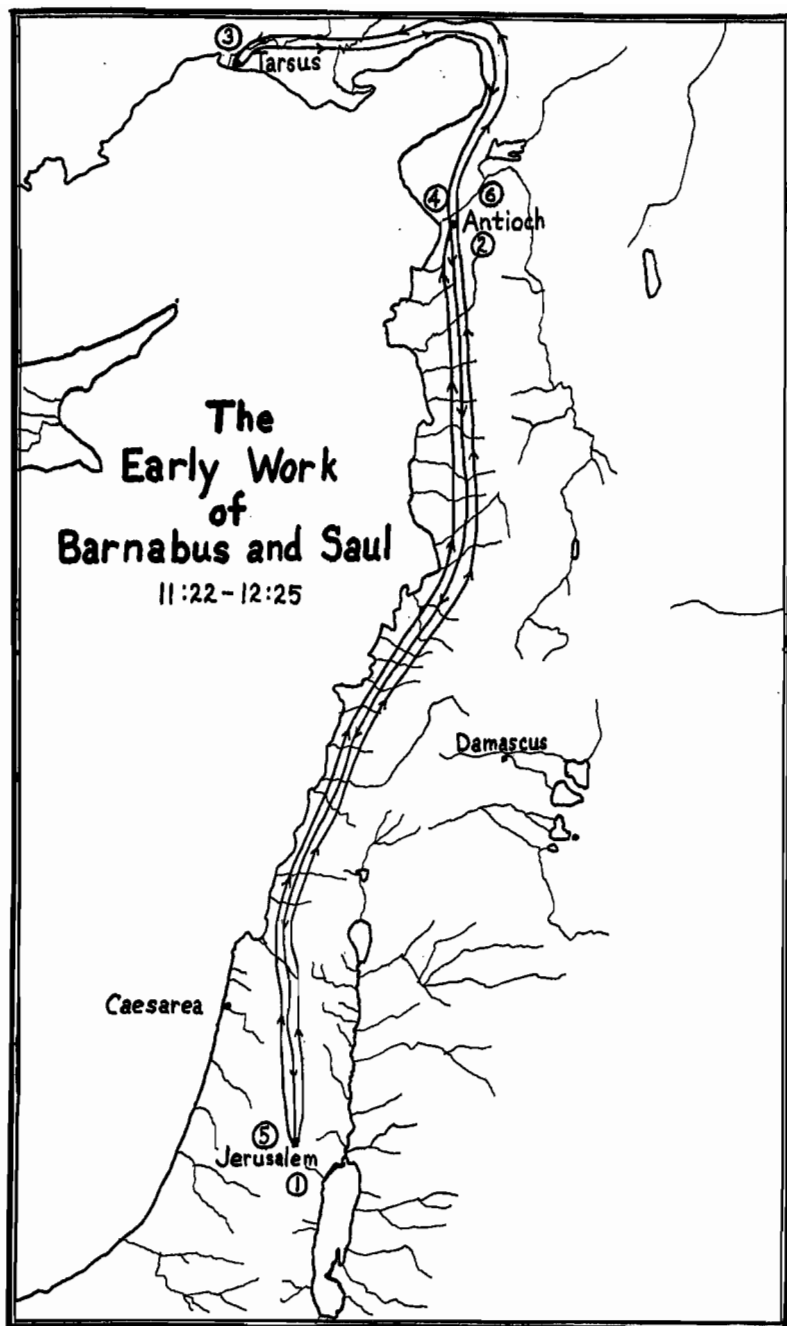 ③
Tarsus
④
⑥
Antioch
②
The
Early Work
of
Barnabus and Saul
11:22-12:25
Damascus
Caesarea
⑤
Jerusalem
①